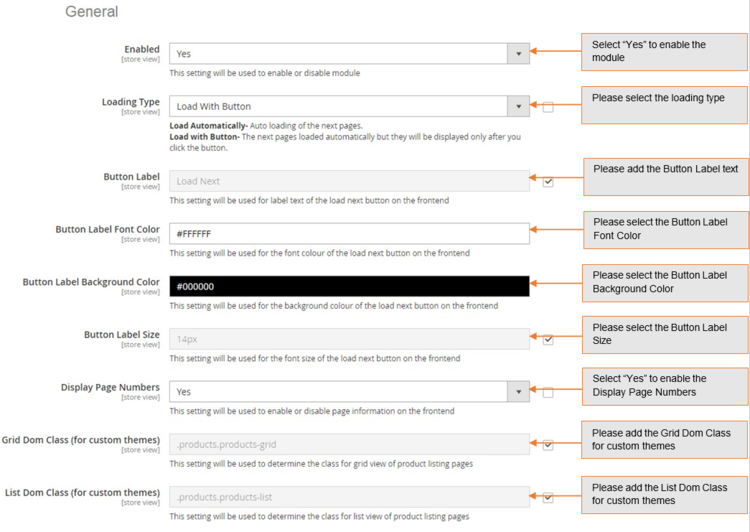 General
Enabled
[store view]
Yes
This setting will be used to enable or disable module
Select “Yes” to enable the
module
Loading Type
[store view]
Load With Button
Load Automatically- Auto loading of the next pages.
Load with Button- The next pages loaded automatically but they will be displayed only after you
click the button.
Please select the loading type
Button Label
[store view]
Load Next
This setting will be used for label text of the load next button on the frontend
Please add the Button Label text
Button Label Font Color
[store view]
#FFFFFF
This setting will be used for the font colour of the load next button on the frontend
Please select the Button Label
Font Color
Button Label Background Color
[store view]
#000000
This setting will be used for the background colour of the load next button on the frontend
Please select the Button Label
Background Color
Button Label Size
[store view]
14px
This setting will be used for the font size of the load next button on the frontend
Please select the Button Label
Size
Display Page Numbers
[store view]
Yes
This setting will be used to enable or disable page information on the frontend
Select “Yes” to enable the
Display Page Numbers
Grid Dom Class (for custom themes)
[store view]
.products.products-grid
This setting will be used to determine the class for grid view of product listing pages
Please add the Grid Dom Class
for custom themes
List Dom Class (for custom themes)
[store view]
.products.products-list
This setting will be used to determine the class for list view of product listing pages
Please add the List Dom Class
for custom themes